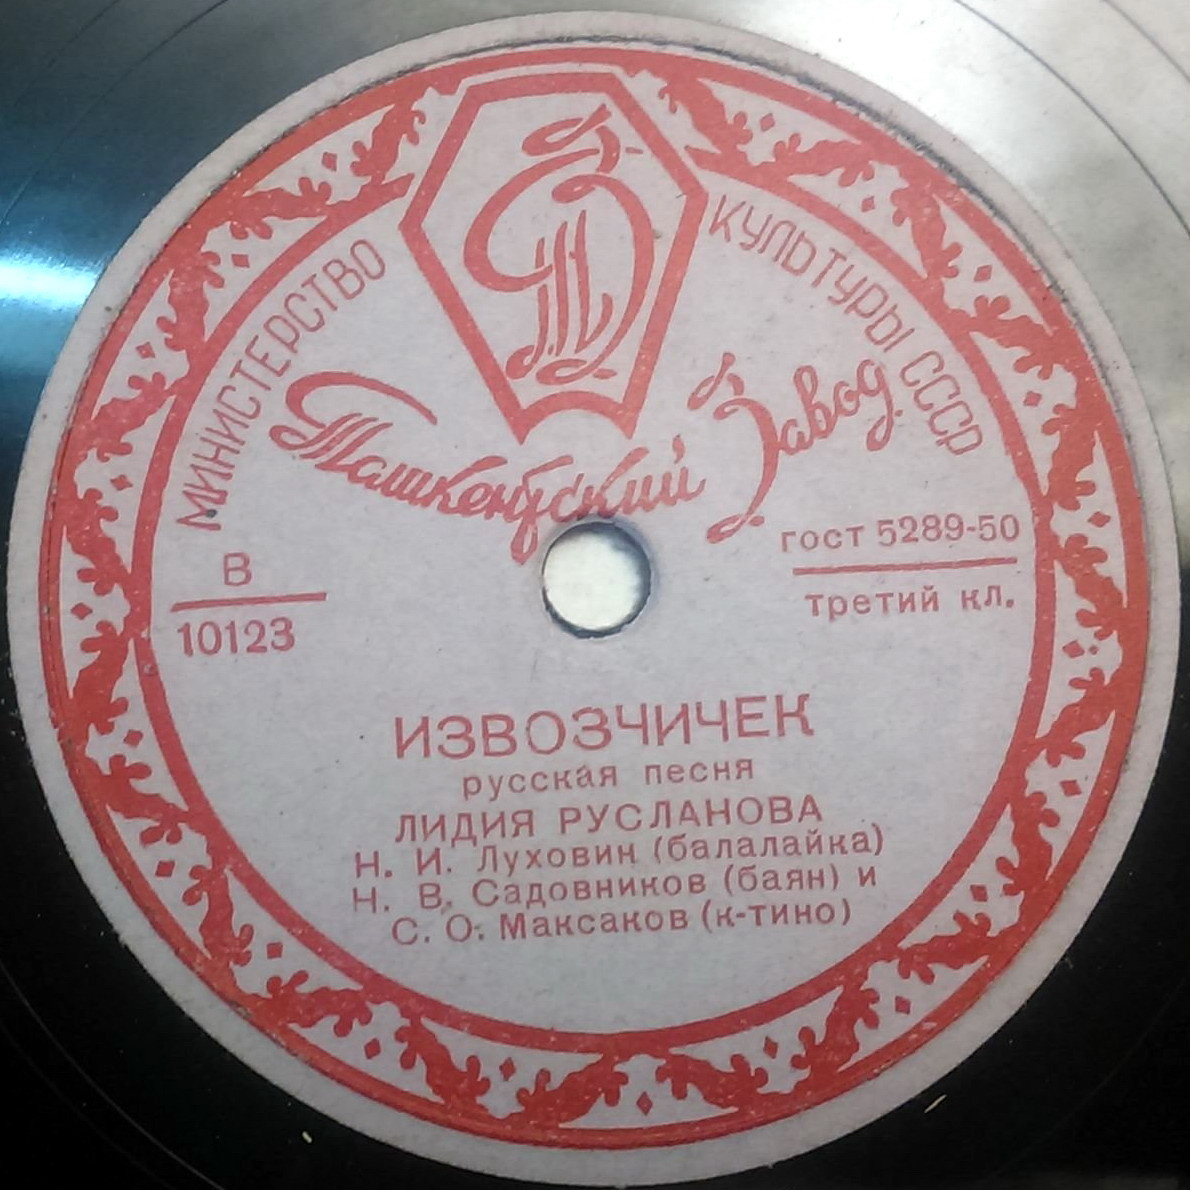 МИНИСТЕРСТВО КУЛЬТУРЫ СССР
Ташкентский Завод
В
10123
гост 5289-50
третий кл.
ИЗВОЗЧИЧЕК
русская песня
ЛИДИЯ РУСЛАНОВА
Н. И. Луховин (балалайка)
Н. В. Садовников (баян) и
С. О. Максаков (к-тино)